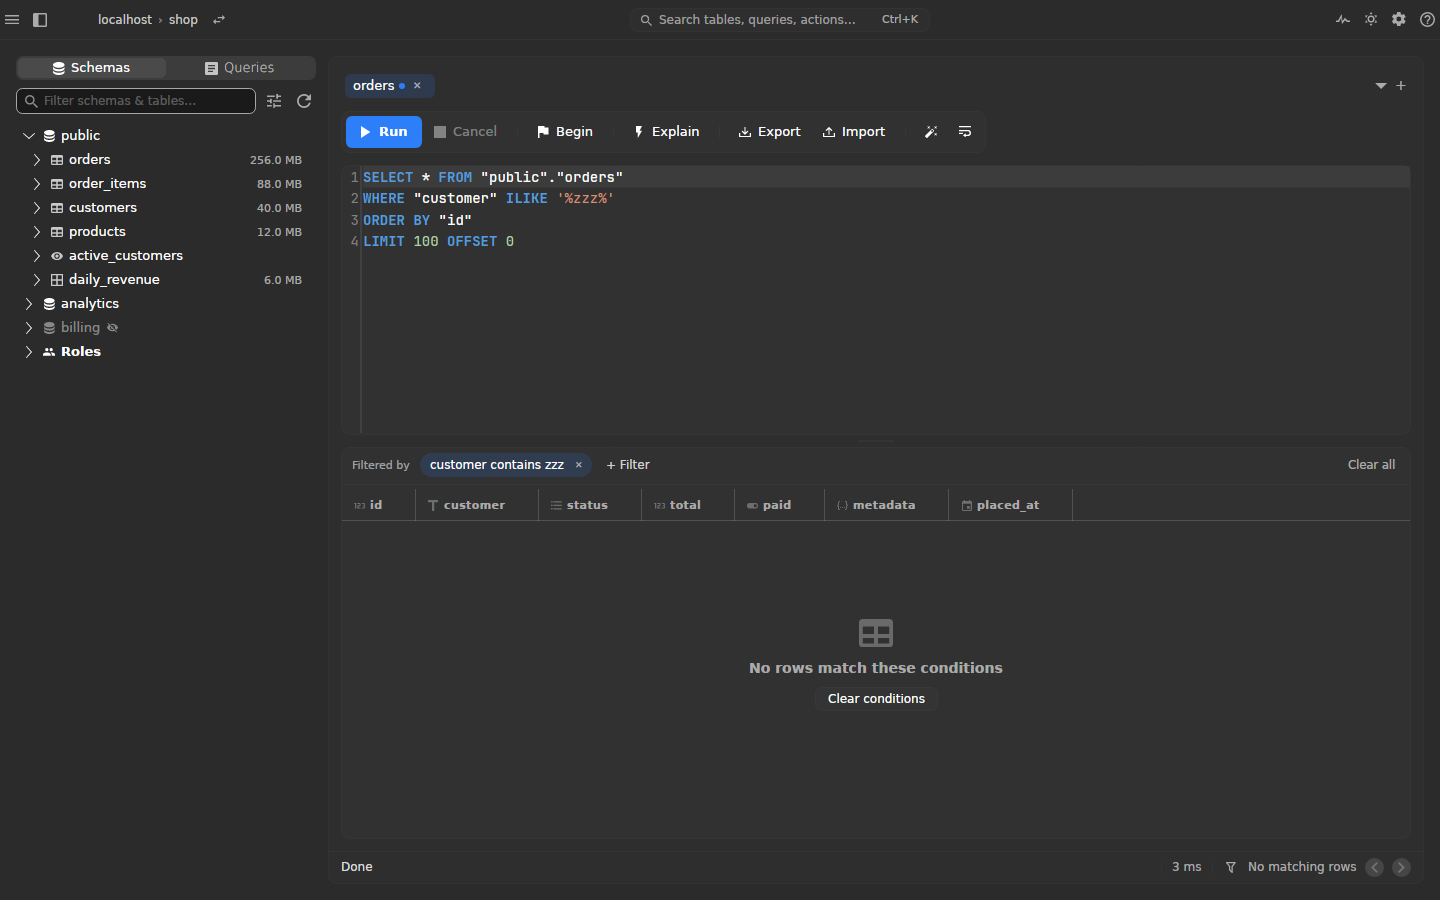 localhost › shop
Search tables, queries, actions... Ctrl+K
Schemas
Queries
Filter schemas & tables...
public
orders 256.0 MB
order_items 88.0 MB
customers 40.0 MB
products 12.0 MB
active_customers
daily_revenue 6.0 MB
analytics
billing
Roles
orders ×
Run Cancel Begin Explain Export Import
1 SELECT * FROM "public"."orders"
2 WHERE "customer" ILIKE '%zzz%'
3 ORDER BY "id"
4 LIMIT 100 OFFSET 0
Filtered by customer contains zzz × + Filter Clear all
123 id T customer status 123 total paid {..} metadata placed_at
No rows match these conditions
Clear conditions
Done 3 ms No matching rows